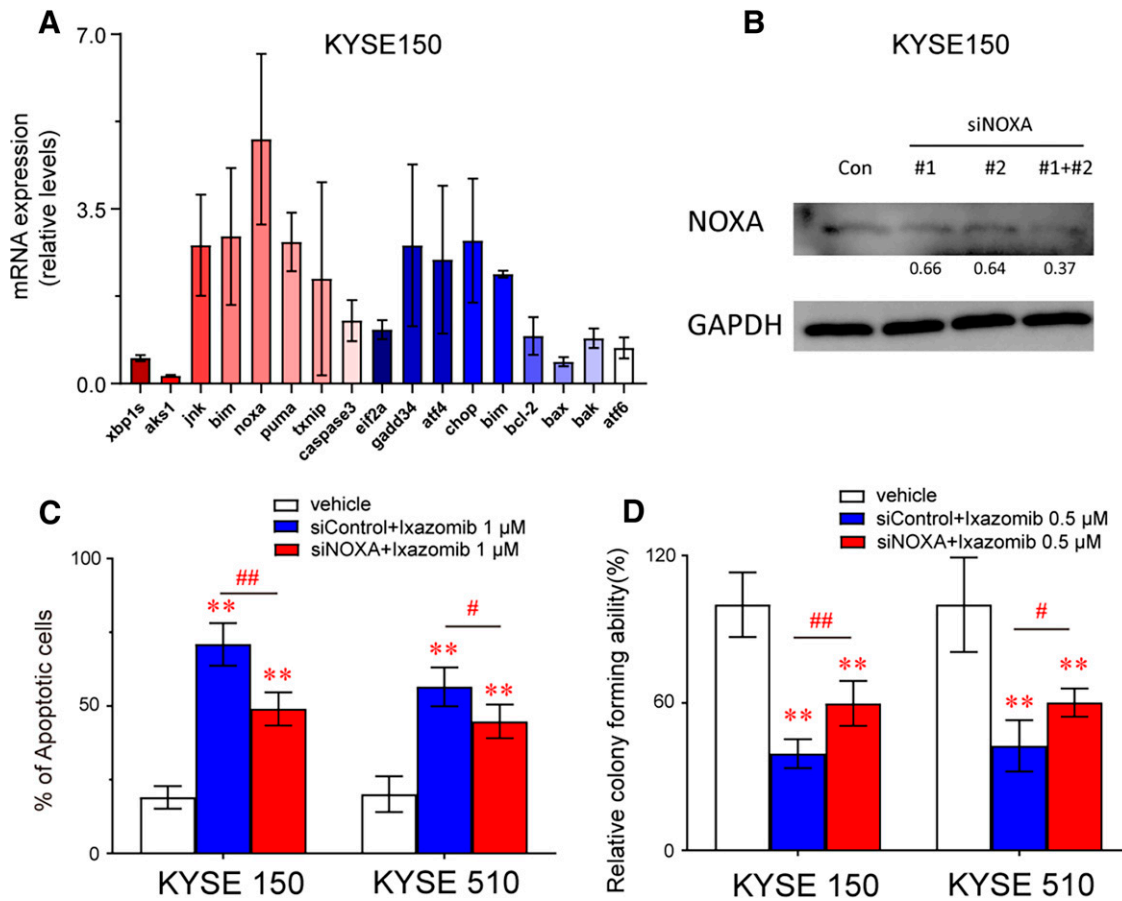 A
KYSE150
mRNA expression
(relative levels)
7.0
3.5
0.0
xbp1s
aks1
jnk
bim
noxa
puma
txnip
caspase3
eif2a
gadd34
atf4
chop
bim
bcl-2
bax
bak
atf6
B
KYSE150
siNOXA
Con #1 #2 #1+#2
NOXA
0.66 0.64 0.37
GAPDH
C
vehicle
siControl+Ixazomib 1 µM
siNOXA+Ixazomib 1 µM
% of Apoptotic cells
100
50
0
##
**
**
#
**
**
KYSE 150 KYSE 510
D
vehicle
siControl+Ixazomib 0.5 µM
siNOXA+Ixazomib 0.5 µM
Relative colony forming ability(%)
120
60
0
##
**
**
#
**
**
KYSE 150 KYSE 510